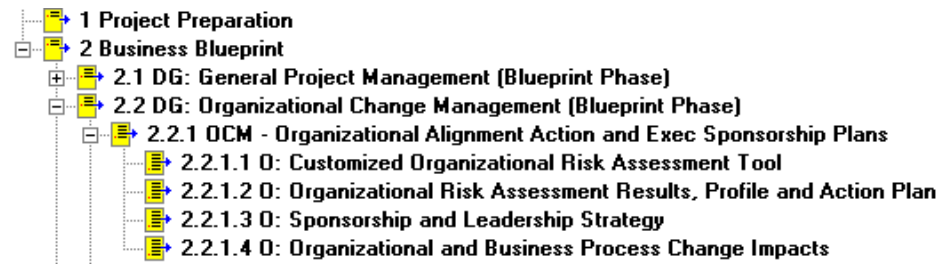 1 Project Preparation
2 Business Blueprint
2.1 DG: General Project Management (Blueprint Phase)
2.2 DG: Organizational Change Management (Blueprint Phase)
2.2.1 OCM - Organizational Alignment Action and Exec Sponsorship Plans
2.2.1.1 O: Customized Organizational Risk Assessment Tool
2.2.1.2 O: Organizational Risk Assessment Results, Profile and Action Plan
2.2.1.3 O: Sponsorship and Leadership Strategy
2.2.1.4 O: Organizational and Business Process Change Impacts